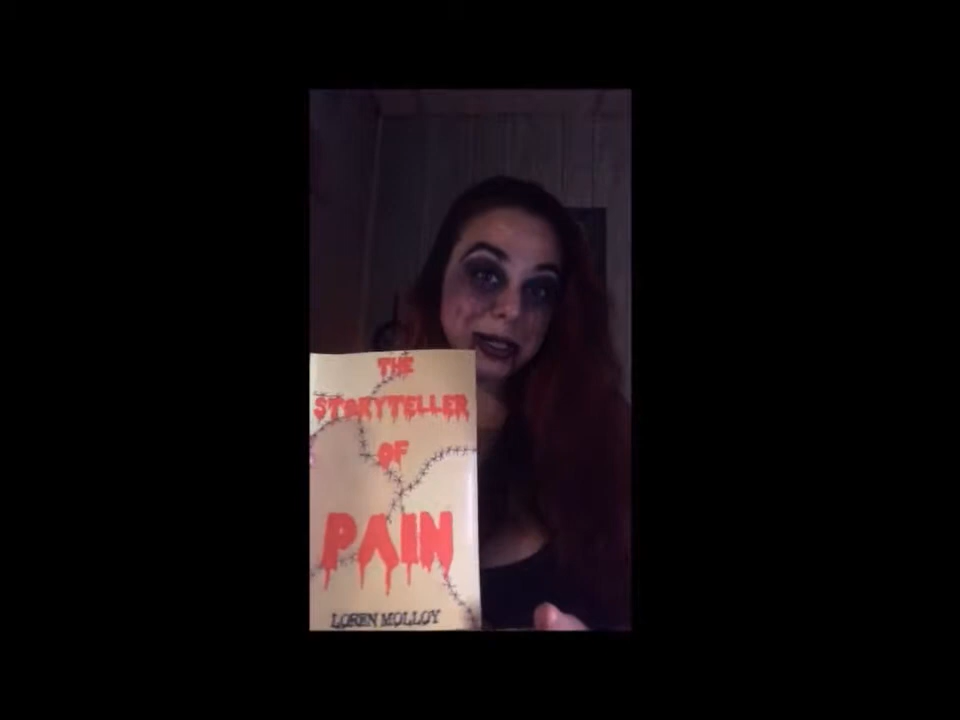 THE
STORYTELLER
OF
PAIN
LOREN MOLLOY